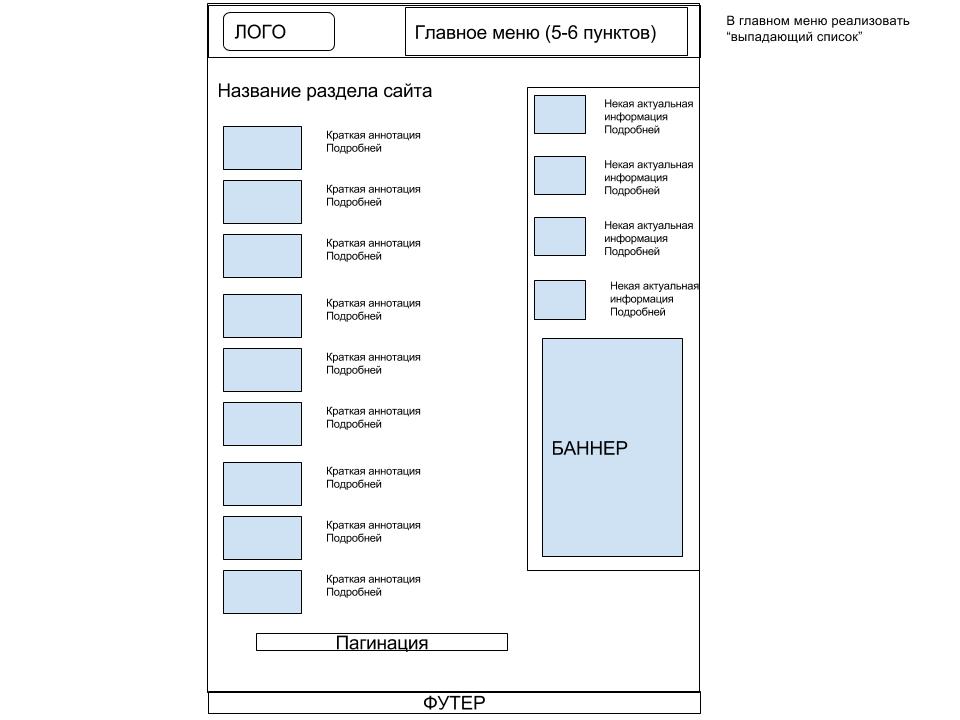 ЛОГО
Главное меню (5-6 пунктов)
В главном меню реализовать
“выпадающий список”
Название раздела сайта
Краткая аннотация
Подробней
Краткая аннотация
Подробней
Краткая аннотация
Подробней
Краткая аннотация
Подробней
Краткая аннотация
Подробней
Краткая аннотация
Подробней
Краткая аннотация
Подробней
Краткая аннотация
Подробней
Краткая аннотация
Подробней
Некая актуальная
информация
Подробней
Некая актуальная
информация
Подробней
Некая актуальная
информация
Подробней
Некая актуальная
информация
Подробней
БАННЕР
Пагинация
ФУТЕР